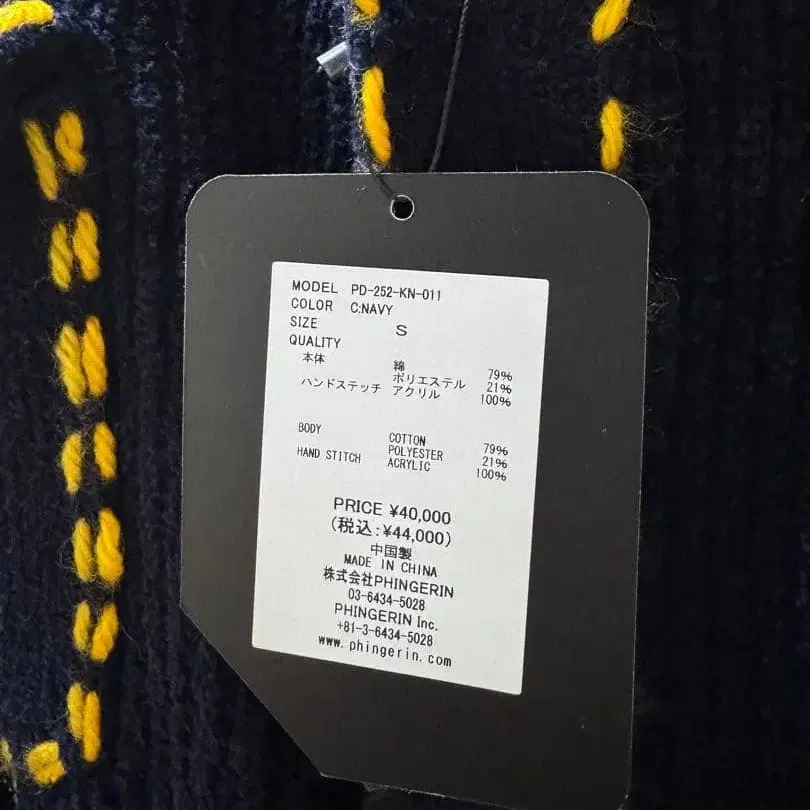 MODEL PD-252-KN-011
COLOR C:NAVY
SIZE S
QUALITY
本体 綿 79%
ポリエステル 21%
ハンドステッチ アクリル 100%
BODY COTTON 79%
POLYESTER 21%
HAND STITCH ACRYLIC 100%
PRICE ¥40,000
(税込:¥44,000)
中国製
MADE IN CHINA
株式会社PHINGERIN
03-6434-5028
PHINGERIN Inc.
+81-3-6434-5028
www.phingerin.com